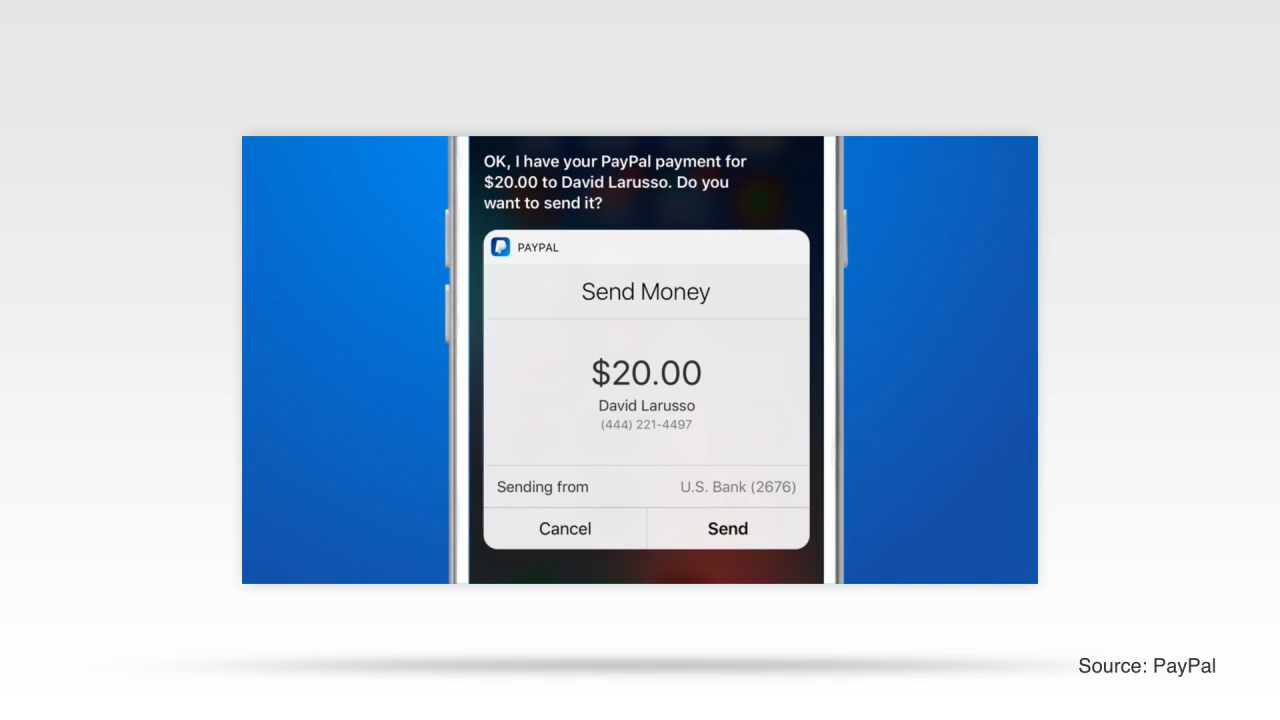 OK, I have your PayPal payment for
$20.00 to David Larusso. Do you
want to send it?
PAYPAL
Send Money
$20.00
David Larusso
(444) 221-4497
Sending from U.S. Bank (2676)
Cancel Send
Source: PayPal